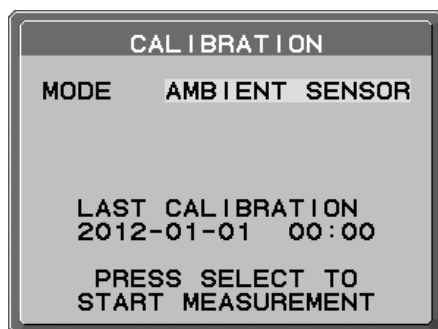 CALIBRATION
MODE AMBIENT SENSOR
LAST CALIBRATION
2012-01-01 00:00
PRESS SELECT TO
START MEASUREMENT